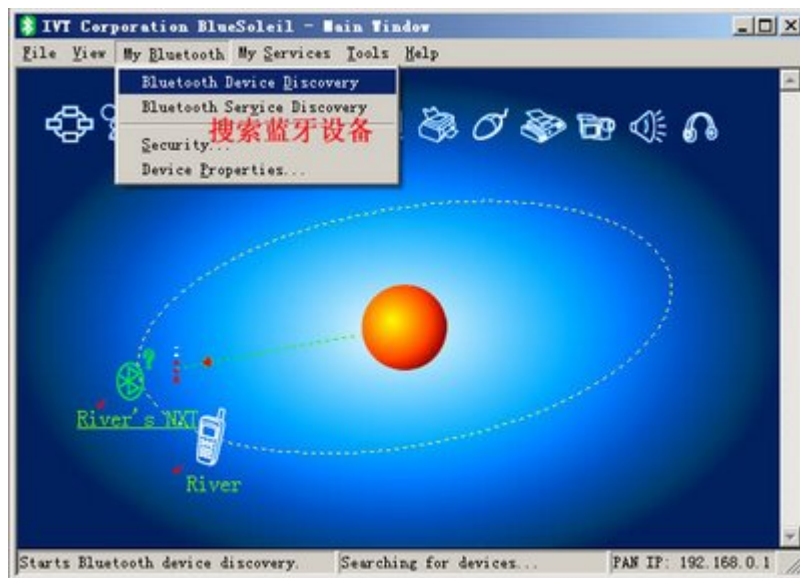 IVT Corporation BlueSoleil - Main Window
File View My Bluetooth My Services Tools Help
Bluetooth Device Discovery
Bluetooth Service Discovery
搜索蓝牙设备
Security...
Device Properties...
?
River's NXT
River
Starts Bluetooth device discovery. Searching for devices... PAN IP: 192.168.0.1